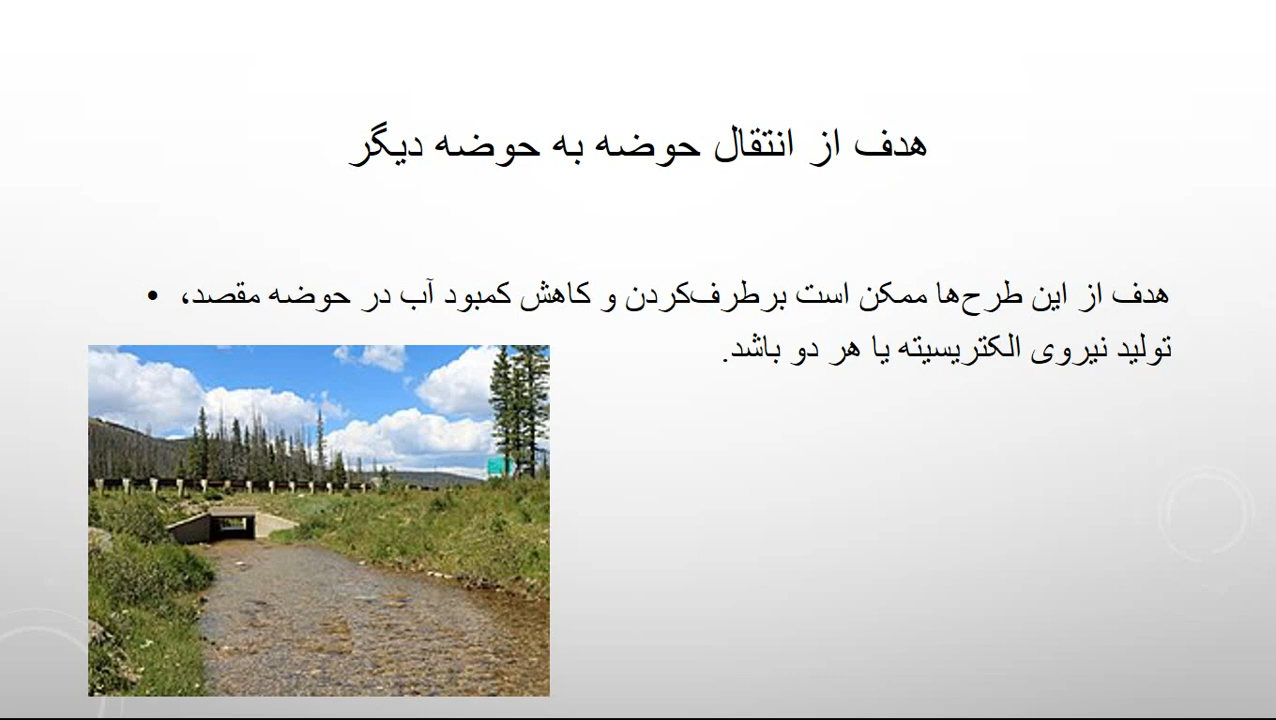 هدف از انتقال حوضه به حوضه دیگر
• هدف از این طرح‌ها ممکن است برطرف‌کردن و کاهش کمبود آب در حوضه مقصد،
تولید نیروی الکتریسیته یا هر دو باشد.